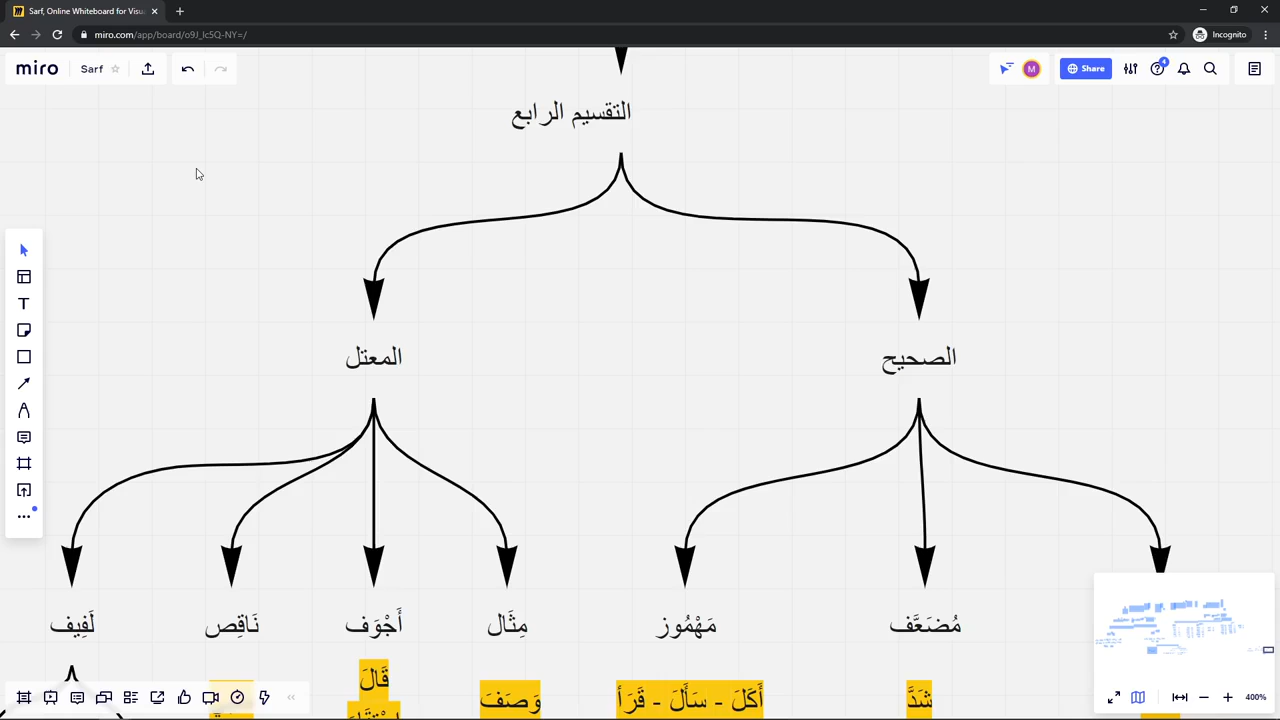 Sarf, Online Whiteboard for Visu
miro.com/app/board/o9J_lc5Q-NY=/
Incognito
miro
Sarf
M
Share
4
التقسيم الرابع
الصحيح
المعتل
مُضَعَّف
مَهْمُوز
مِثَال
أَجْوَف
نَاقِص
لَفِيف
شَدَّ
أَكَلَ - سَأَلَ - قَرَأَ
وَصَفَ
قَالَ
400%